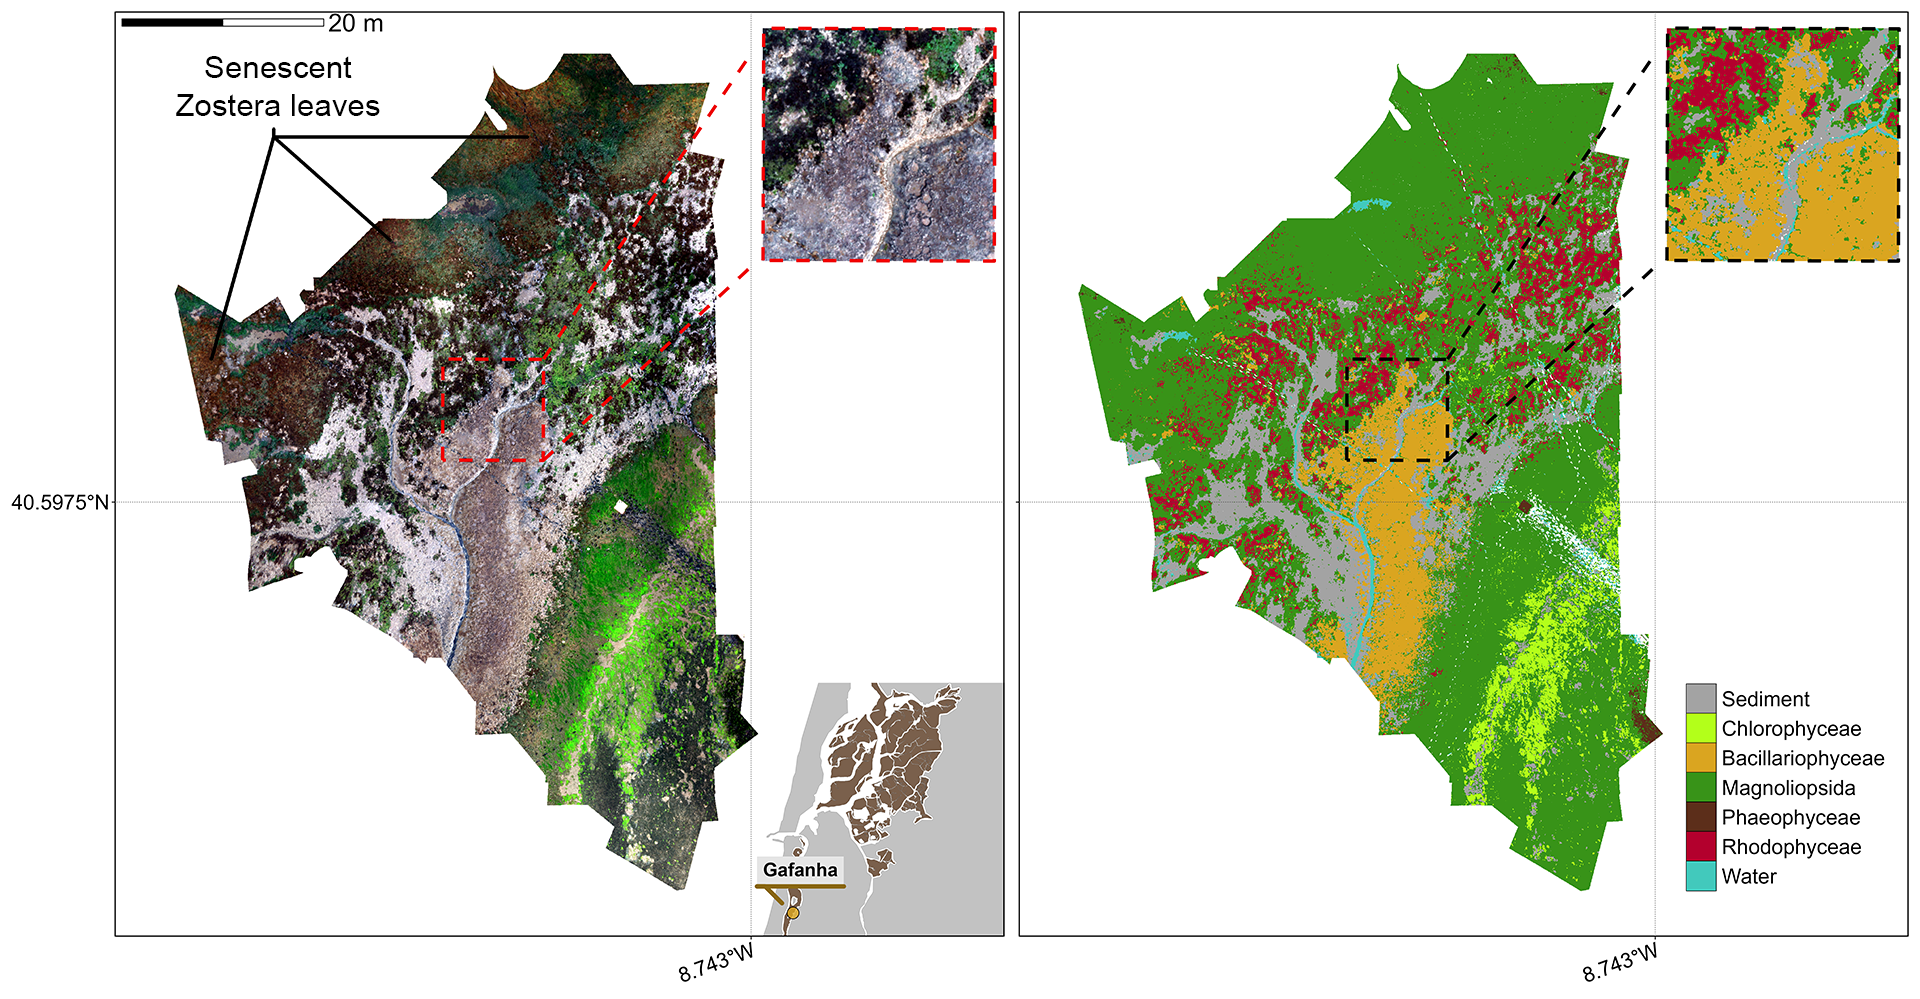 20 m
Senescent
Zostera leaves
40.5975°N
Gafanha
8.743°W
Sediment
Chlorophyceae
Bacillariophyceae
Magnoliopsida
Phaeophyceae
Rhodophyceae
Water
8.743°W